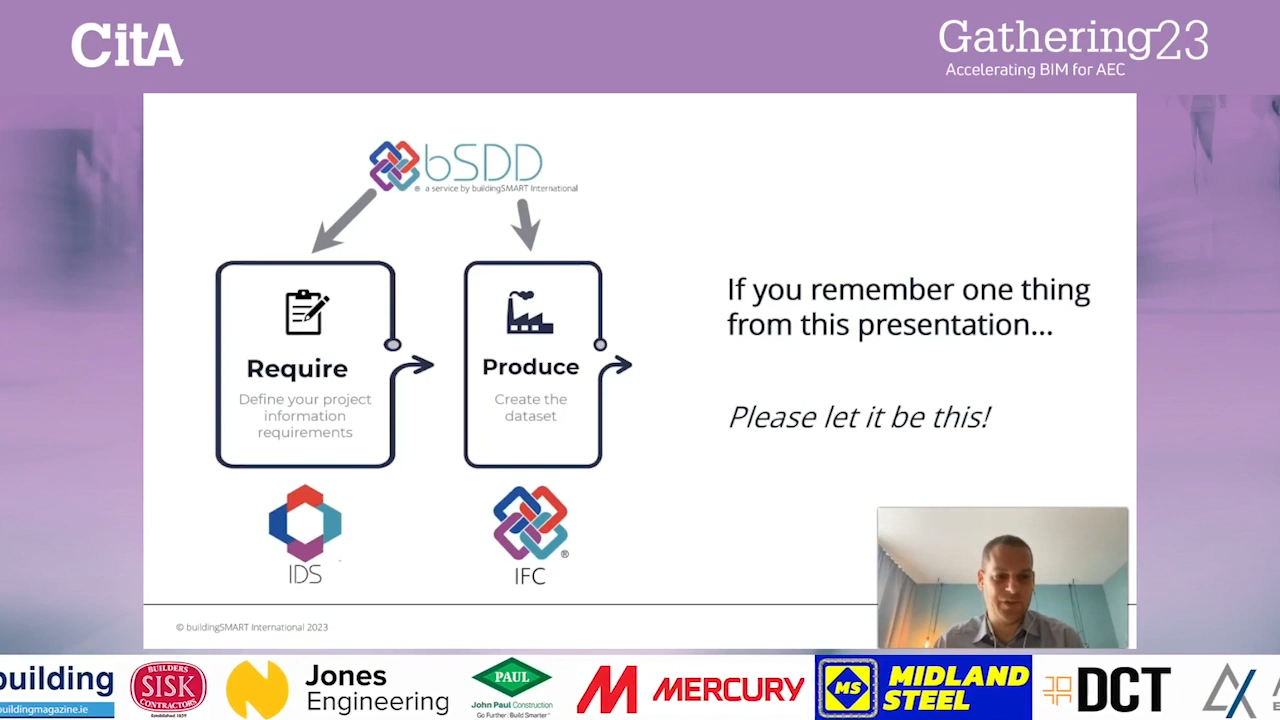 CitA
Gathering23
Accelerating BIM for AEC
bSDD
® a service by buildingSMART International
Require
Define your project
information
requirements
Produce
Create the
dataset
IDS
®
IFC
If you remember one thing
from this presentation...
Please let it be this!
© buildingSMART International 2023
uilding
buildingmagazine.ie
BUILDERS
SISK
CONTRACTORS
Established 1859
Jones
Engineering
PAUL
John Paul Construction
Go Further | Build Smarter
MERCURY
MS
MIDLAND
STEEL
DCT